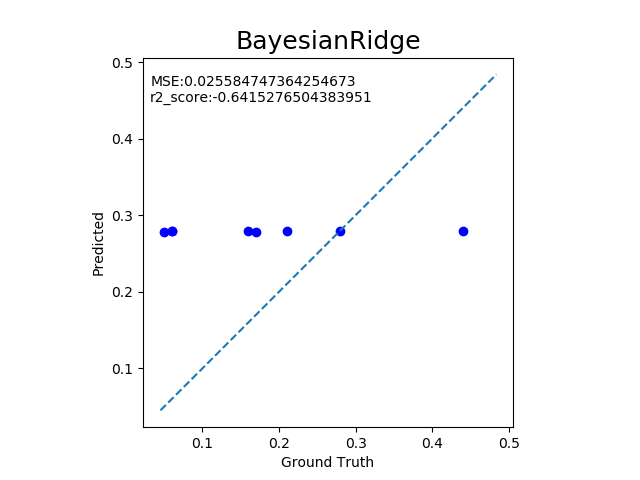 BayesianRidge
MSE:0.025584747364254673
r2_score:-0.6415276504383951
0.5
0.4
0.3
0.2
0.1
Predicted
0.1
0.2
0.3
0.4
0.5
Ground Truth